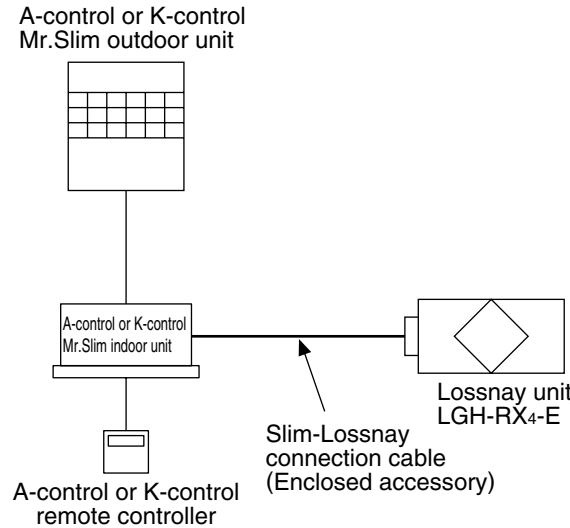 A-control or K-control
Mr.Slim outdoor unit
A-control or K-control
Mr.Slim indoor unit
Lossnay unit
LGH-RX4-E
Slim-Lossnay
connection cable
(Enclosed accessory)
A-control or K-control
remote controller